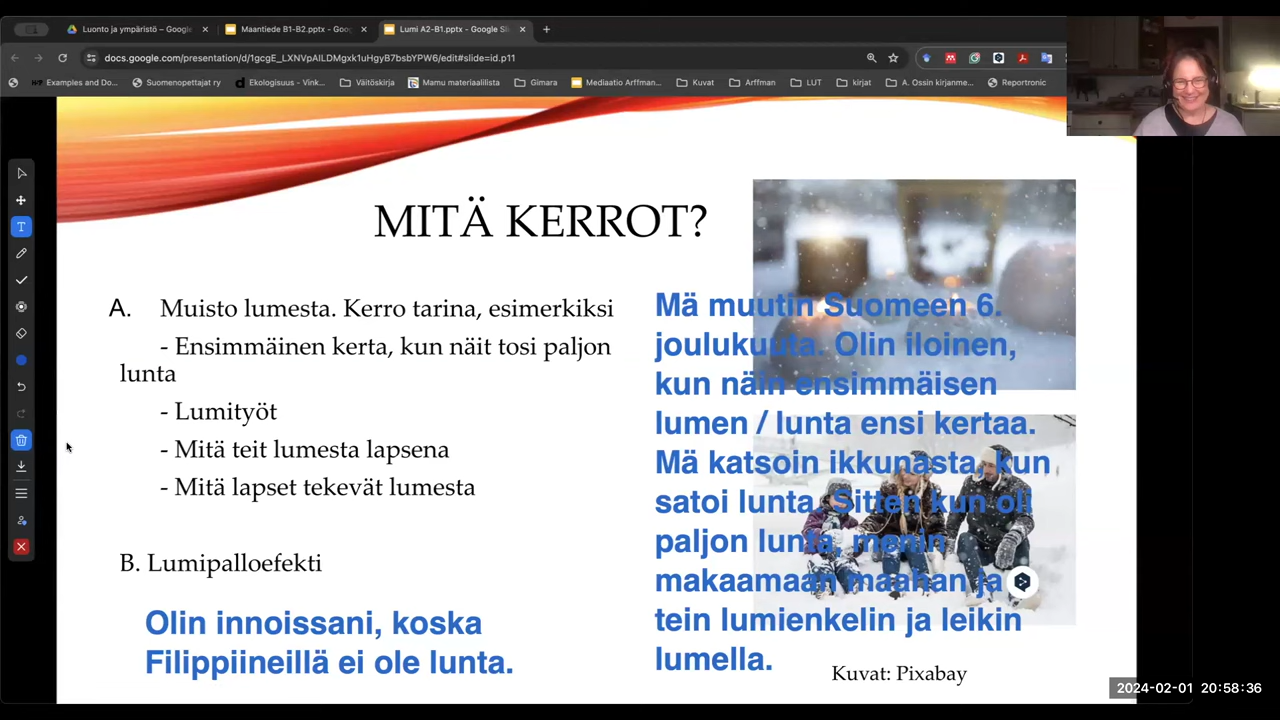 Luonto ja ympäristö – Google
Maantiede B1-B2.pptx - Goog
Lumi A2-B1.pptx - Google Sli
docs.google.com/presentation/d/1gcgE_LXNVpAILDMgxk1uHgyB7bsbYPW6/edit#slide=id.p11
Examples and Do...
Suomenopettajat ry
Ekologisuus - Vink...
Väitöskirja
Mamu materiaalilista
Gimara
Mediaatio Arffman...
Kuvat
Arffman
LUT
kirjat
A. Ossin kirjanme...
Reportronic
MITÄ KERROT?
A. Muisto lumesta. Kerro tarina, esimerkiksi
- Ensimmäinen kerta, kun näit tosi paljon
lunta
- Lumityöt
- Mitä teit lumesta lapsena
- Mitä lapset tekevät lumesta
B. Lumipalloefekti
Olin innoissani, koska
Filippiineillä ei ole lunta.
Mä muutin Suomeen 6.
joulukuuta. Olin iloinen,
kun näin ensimmäisen
lumen / lunta ensi kertaa.
Mä katsoin ikkunasta, kun
satoi lunta. Sitten kun oli
paljon lunta, menin
makaamaan maahan ja
tein lumienkelin ja leikin
lumella.
Kuvat: Pixabay
2024-02-01 20:58:36